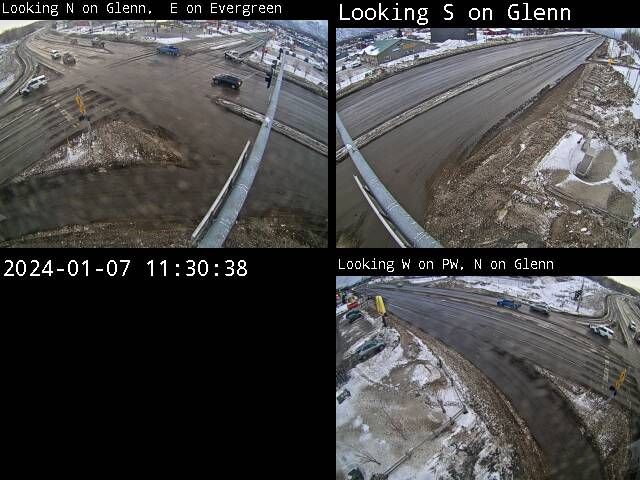 Looking N on Glenn,  E on Evergreen
Looking S on Glenn
2024-01-07 11:30:38
Looking W on PW, N on Glenn